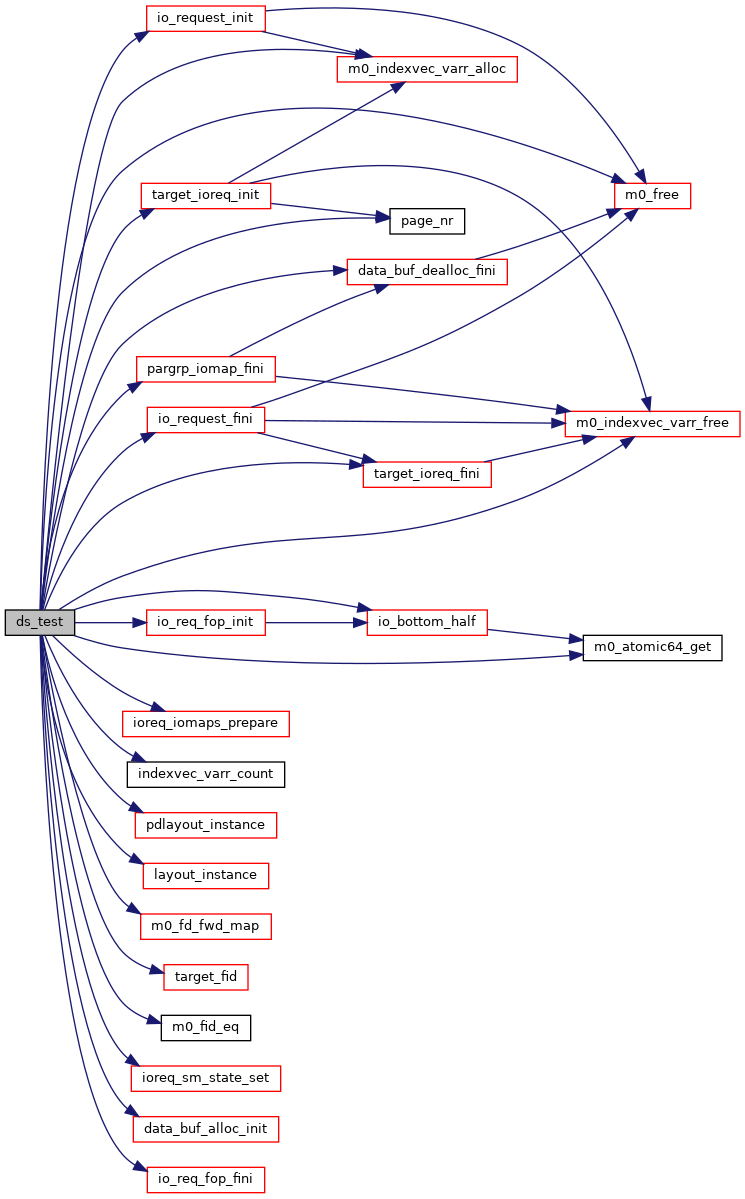 io_request_init
m0_indexvec_varr_alloc
target_ioreq_init
m0_free
page_nr
data_buf_dealloc_fini
pargrp_iomap_fini
io_request_fini
m0_indexvec_varr_free
target_ioreq_fini
ds_test
io_req_fop_init
io_bottom_half
m0_atomic64_get
ioreq_iomaps_prepare
indexvec_varr_count
pdlayout_instance
layout_instance
m0_fd_fwd_map
target_fid
m0_fid_eq
ioreq_sm_state_set
data_buf_alloc_init
io_req_fop_fini